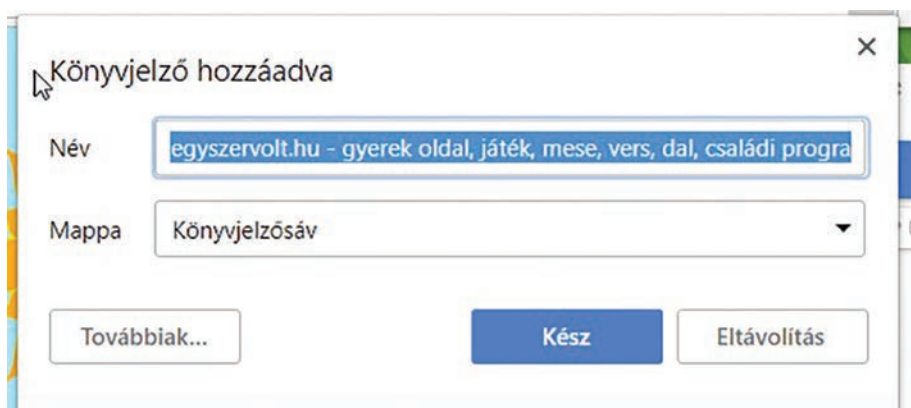 Könyvjelző hozzáadva
Név egyszervolt.hu - gyerek oldal, játék, mese, vers, dal, családi progra
Mappa Könyvjelzősáv
Továbbiak... Kész Eltávolítás